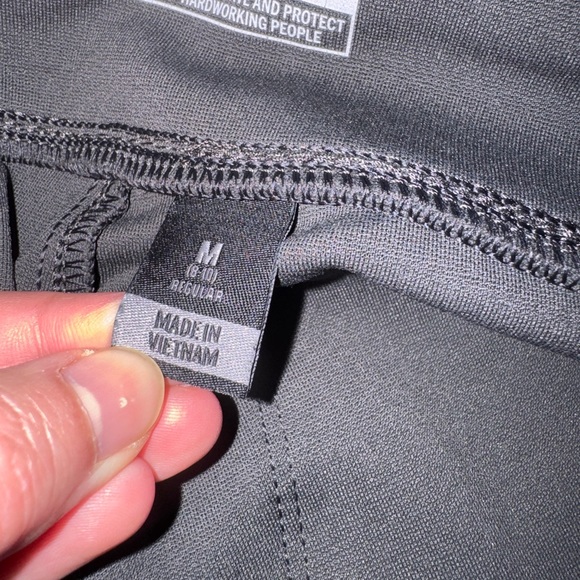 AND PROTECT
HARDWORKING PEOPLE
M
(8-10)
REGULAR
MADE IN
VIETNAM